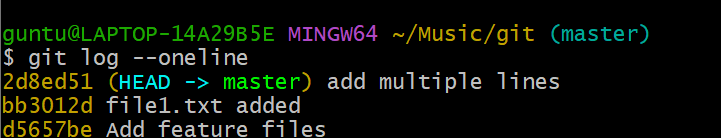 guntu@LAPTOP-14A29B5E MINGW64 ~/Music/git (master)
$ git log --oneline
2d8ed51 (HEAD -> master) add multiple lines
bb3012d file1.txt added
d5657be Add feature files